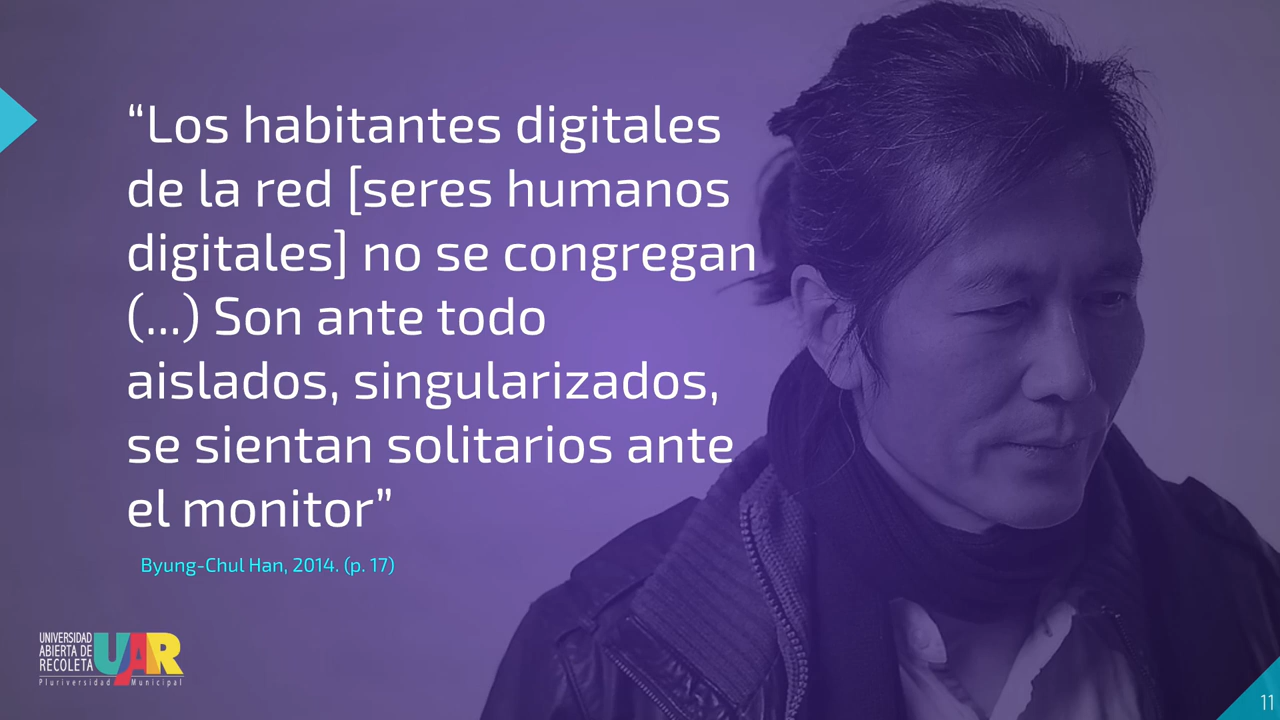 “Los habitantes digitales
de la red [seres humanos
digitales] no se congregan
(...) Son ante todo
aislados, singularizados,
se sientan solitarios ante
el monitor”
Byung-Chul Han, 2014. (p. 17)
UNIVERSIDAD
ABIERTA DE
RECOLETA
UAR
Pluriversidad Municipal
11